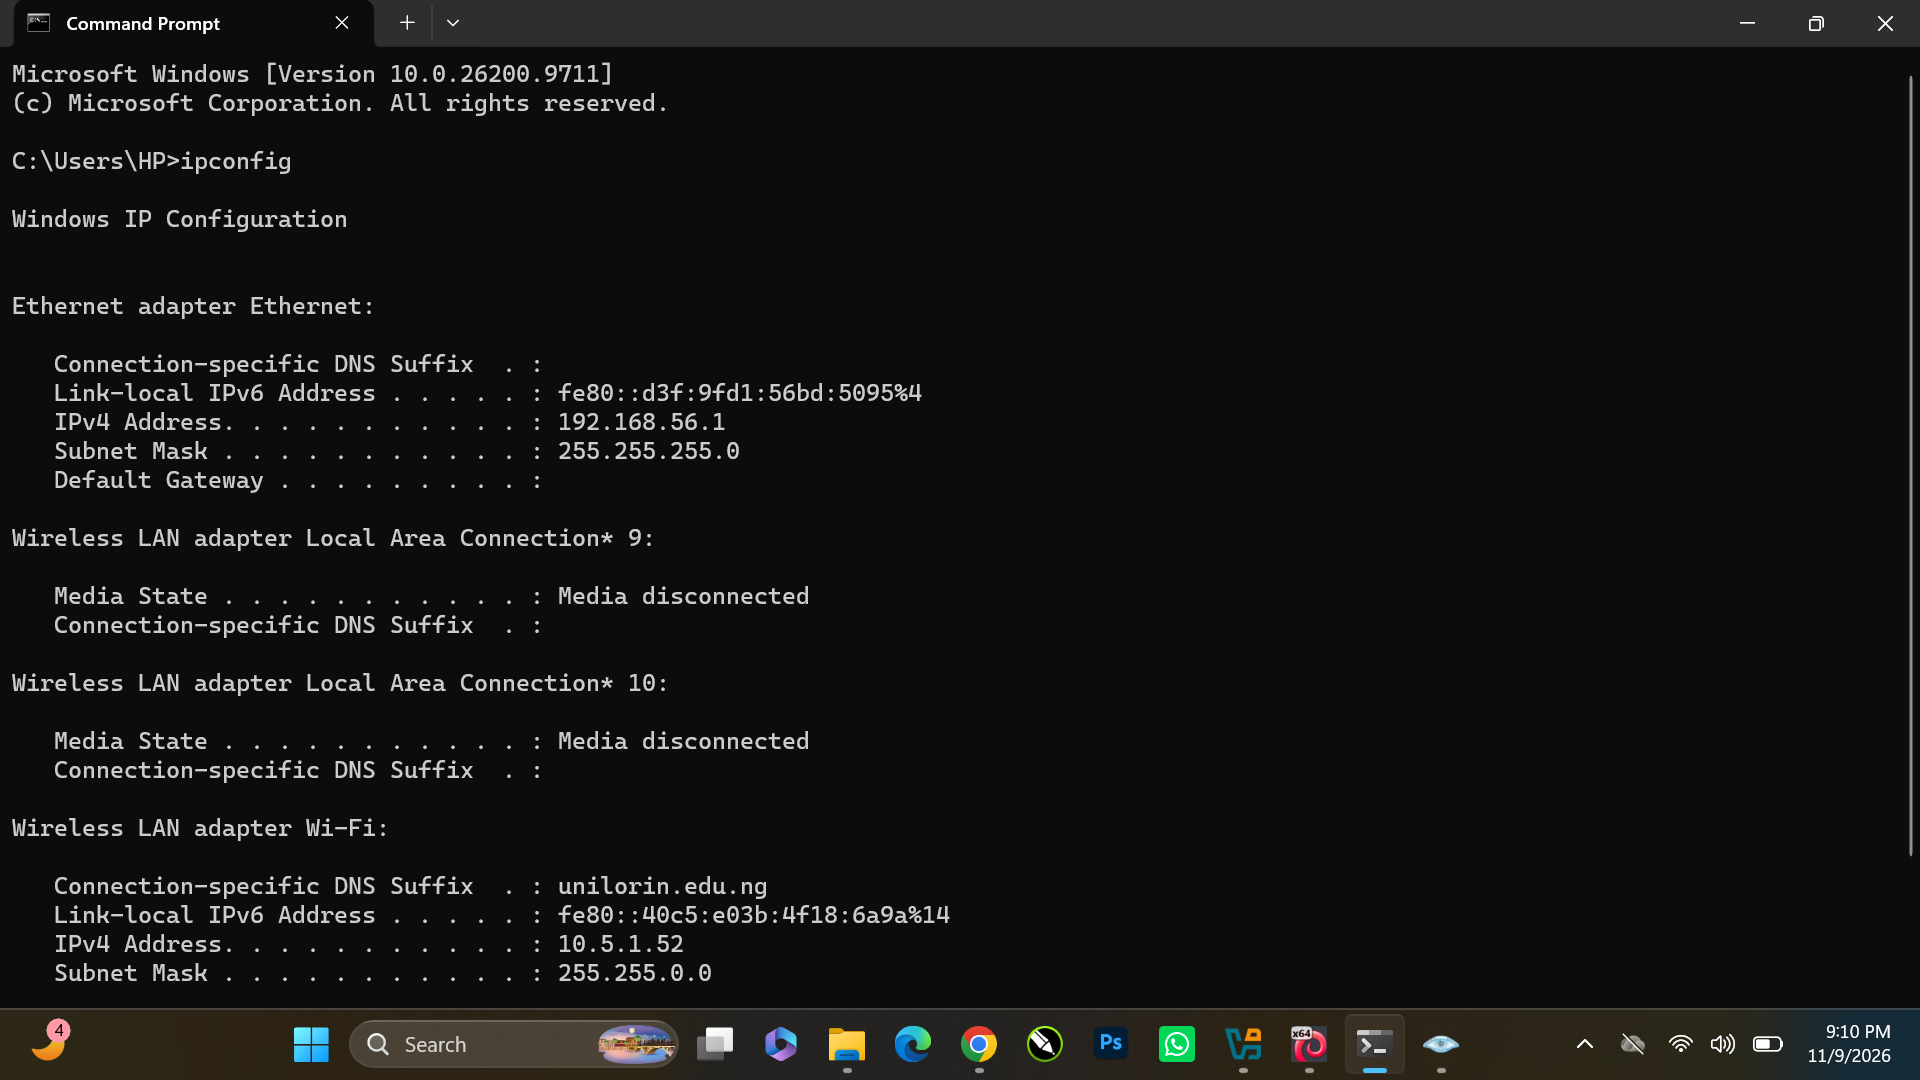 Command Prompt
Microsoft Windows [Version 10.0.26200.9711]
(c) Microsoft Corporation. All rights reserved.
C:\Users\HP>ipconfig
Windows IP Configuration
Ethernet adapter Ethernet:
Connection-specific DNS Suffix  . :
Link-local IPv6 Address . . . . . : fe80::d3f:9fd1:56bd:5095%4
IPv4 Address. . . . . . . . . . . : 192.168.56.1
Subnet Mask . . . . . . . . . . . : 255.255.255.0
Default Gateway . . . . . . . . . :
Wireless LAN adapter Local Area Connection* 9:
Media State . . . . . . . . . . . : Media disconnected
Connection-specific DNS Suffix  . :
Wireless LAN adapter Local Area Connection* 10:
Media State . . . . . . . . . . . : Media disconnected
Connection-specific DNS Suffix  . :
Wireless LAN adapter Wi-Fi:
Connection-specific DNS Suffix  . : unilorin.edu.ng
Link-local IPv6 Address . . . . . : fe80::40c5:e03b:4f18:6a9a%14
IPv4 Address. . . . . . . . . . . : 10.5.1.52
Subnet Mask . . . . . . . . . . . : 255.255.0.0
4
Search
Ps
x64
9:10 PM
11/9/2026